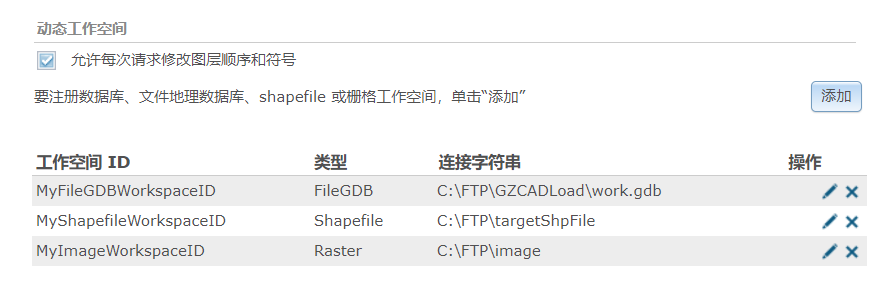 动态工作空间
允许每次请求修改图层顺序和符号
要注册数据库、文件地理数据库、shapefile 或栅格工作空间，单击“添加” 添加
工作空间 ID 类型 连接字符串 操作
MyFileGDBWorkspaceID FileGDB C:\FTP\GZCADLoad\work.gdb
MyShapefileWorkspaceID Shapefile C:\FTP\targetShpFile
MyImageWorkspaceID Raster C:\FTP\image